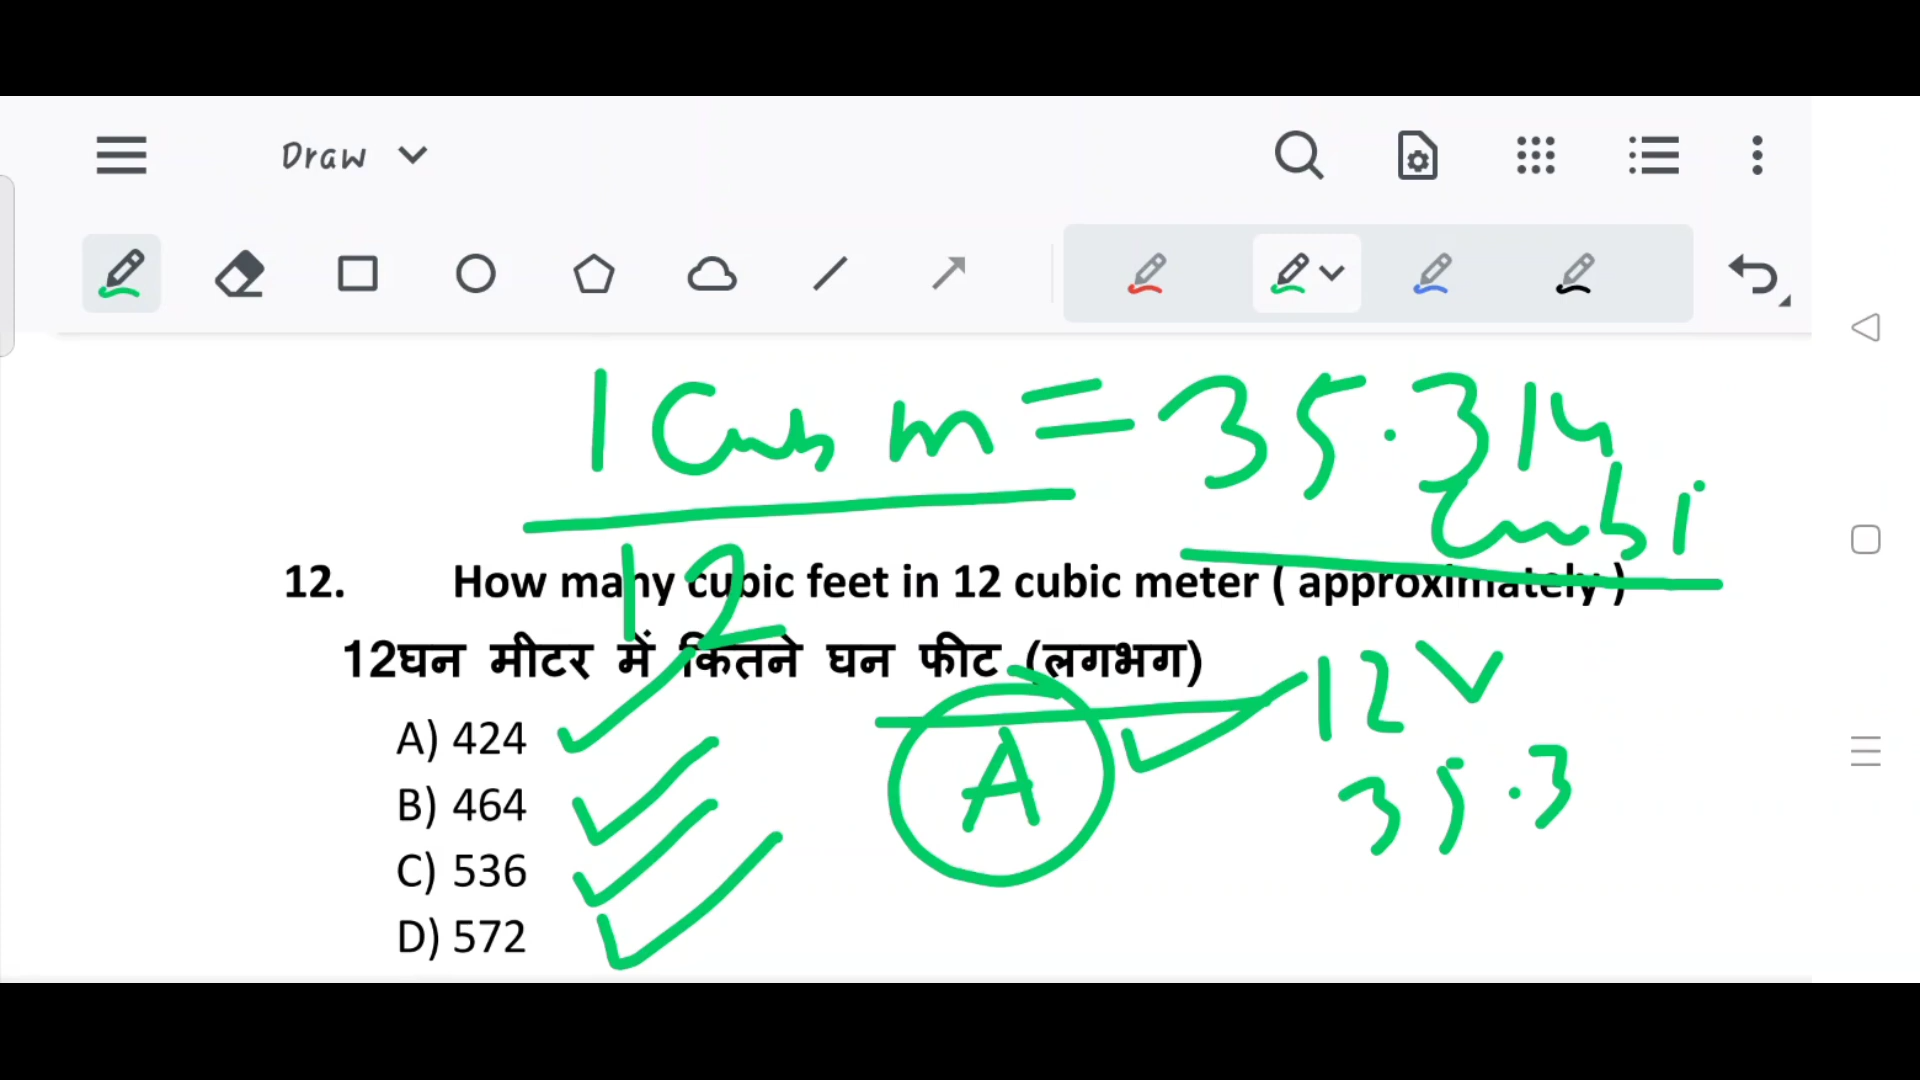 Draw
1 Cub m = 35.314
Cubi
12
12. How many cubic feet in 12 cubic meter ( approximately )
12घन मीटर में कितने घन फीट (लगभग)
12
A) 424
A
35.3
B) 464
C) 536
D) 572